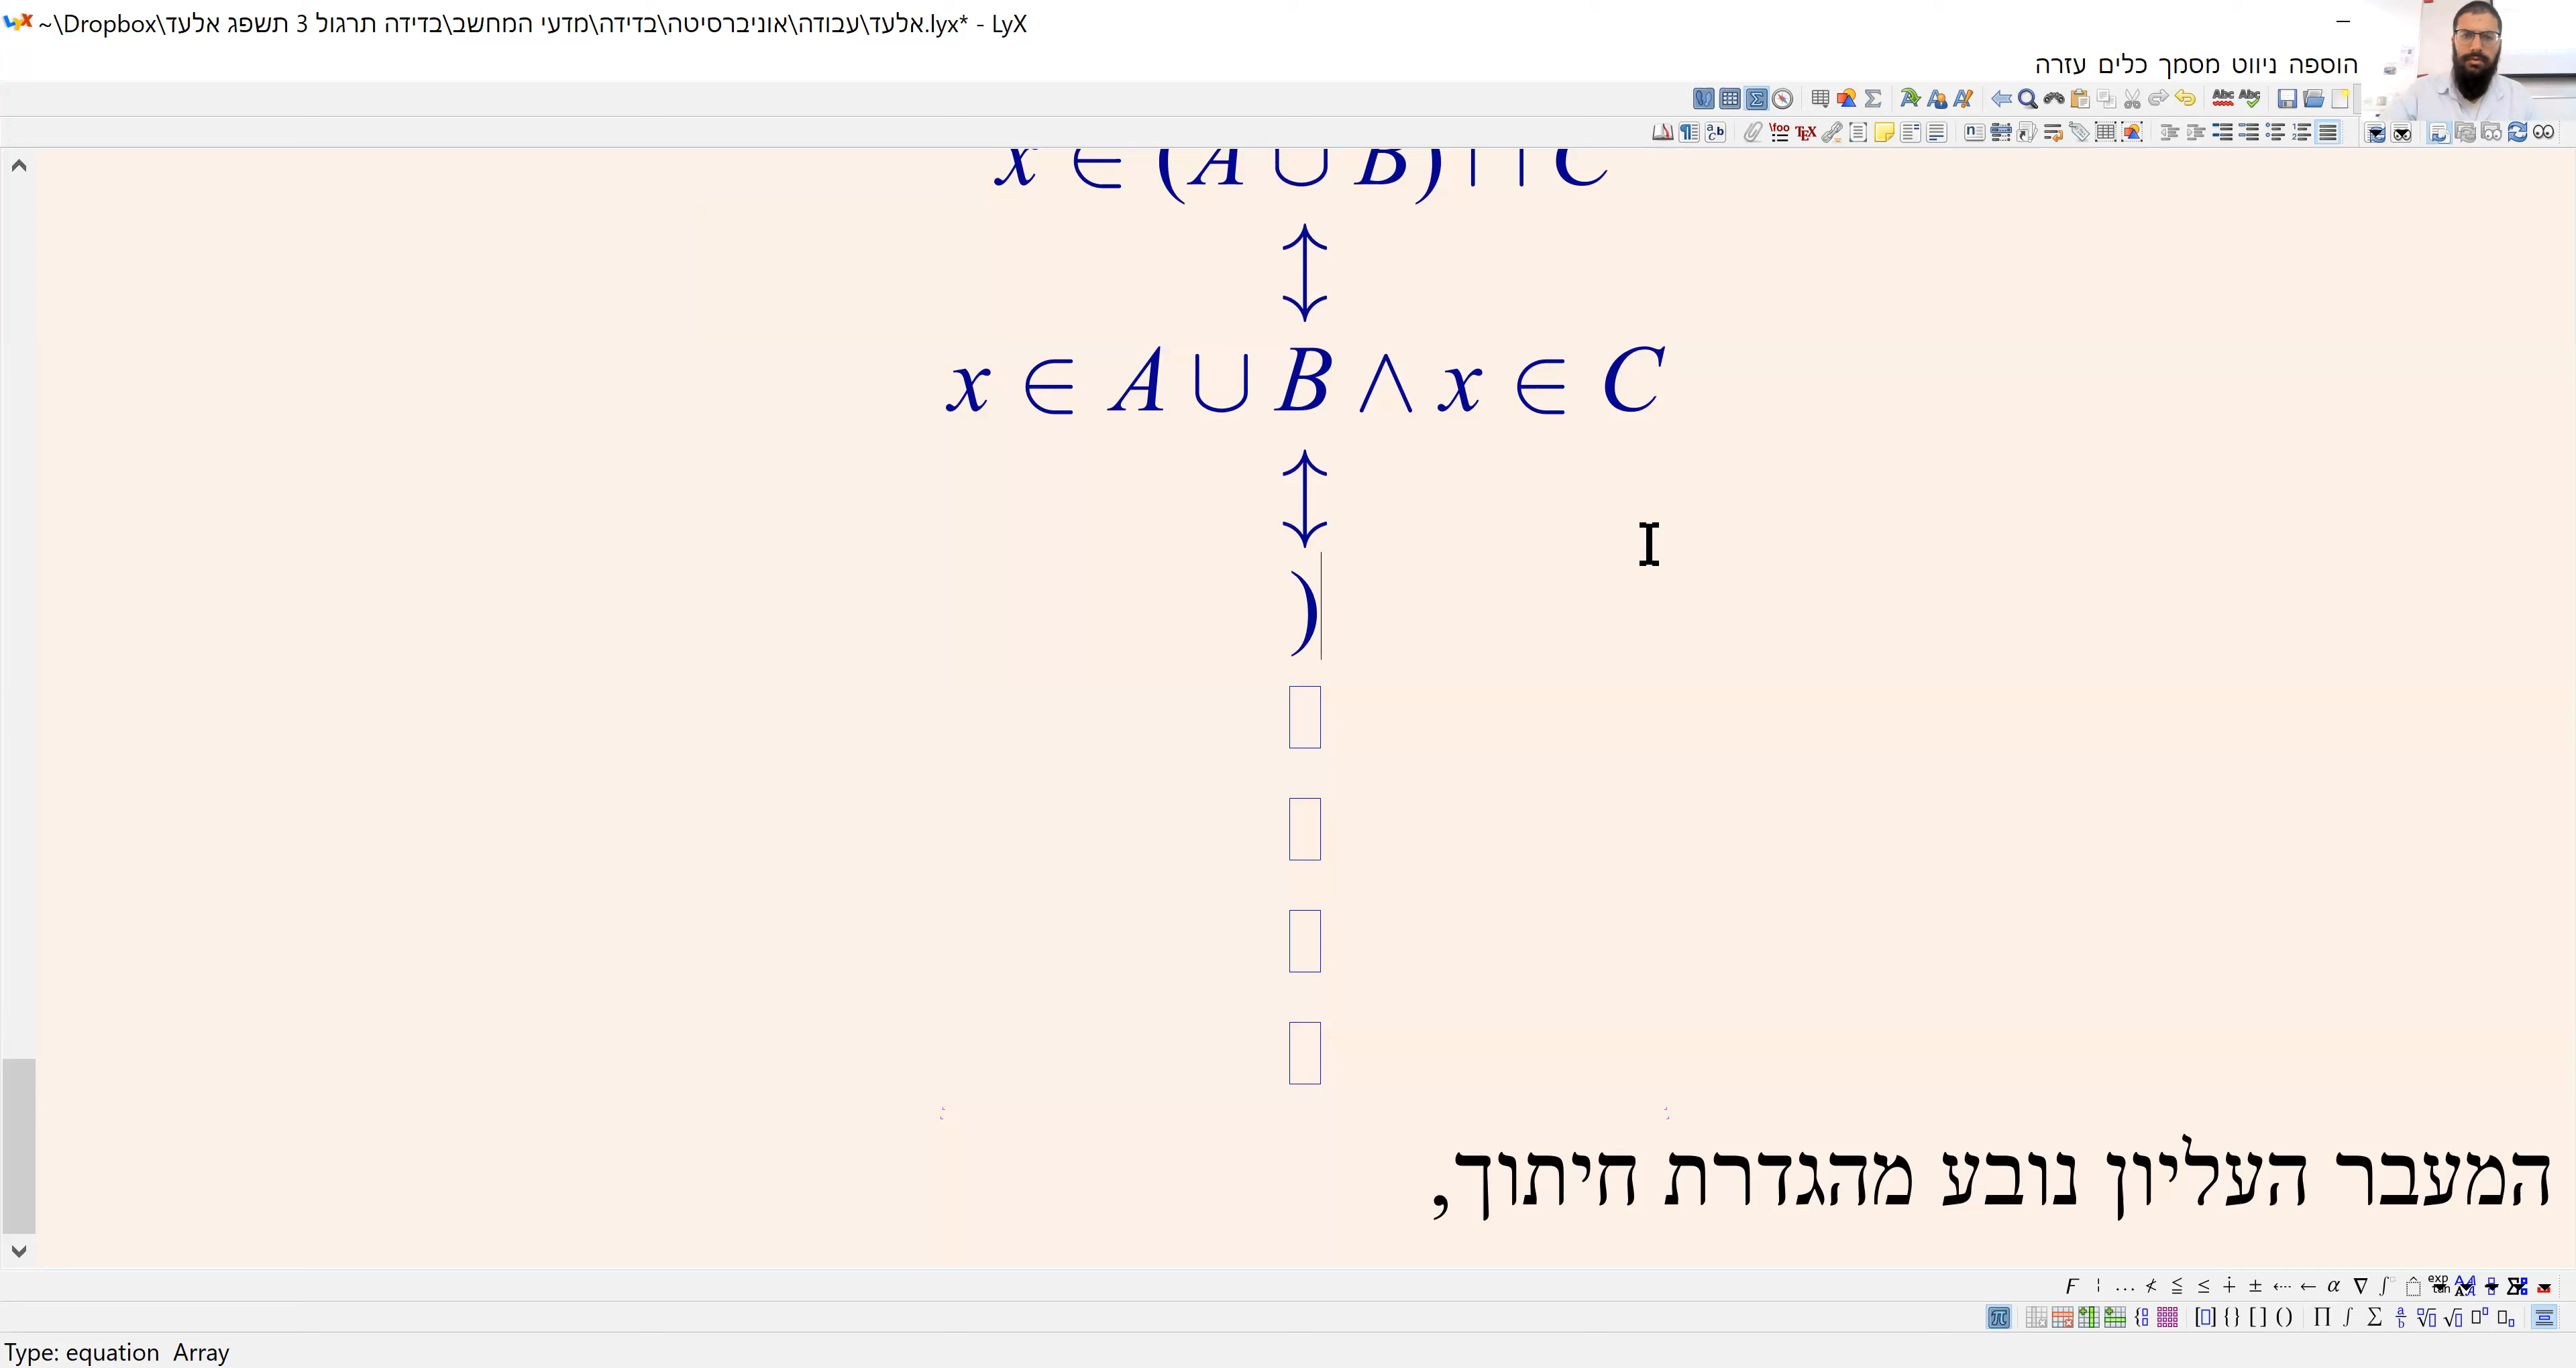 ~\Dropbox\אלעד\עבודה\אוניברסיטה\בדידה\מדעי המחשב\בדידה תרגול 3 תשפג אלעד.lyx* - LyX
הוספה ניווט מסמך כלים עזרה
x ∈ (A ∪ B) ∩ C
↕
x ∈ A ∪ B ∧ x ∈ C
↕
)
המעבר העליון נובע מהגדרת חיתוך,
Type: equation Array